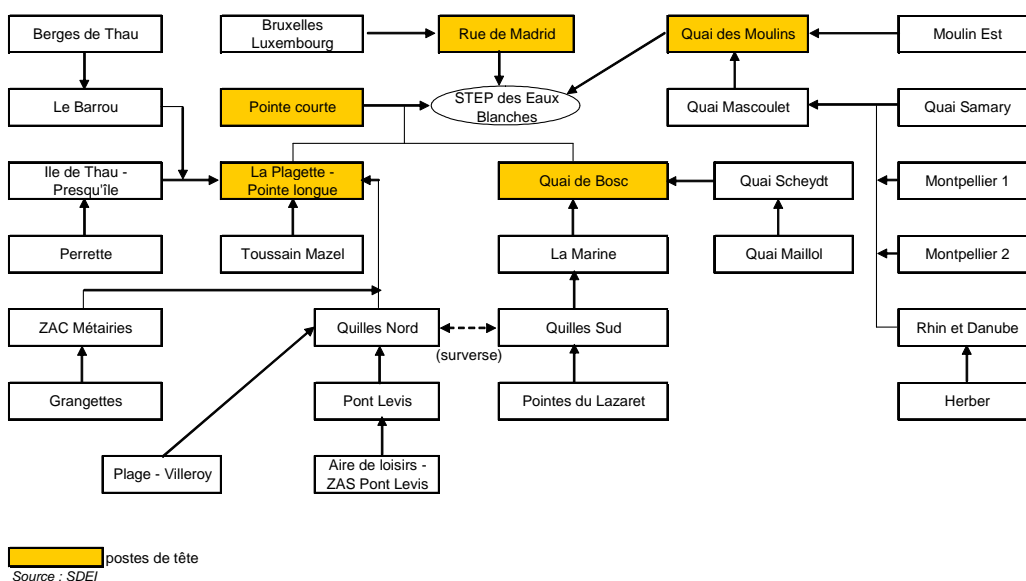 Berges de Thau
Bruxelles
Luxembourg
Rue de Madrid
Quai des Moulins
Moulin Est
Le Barrou
Pointe courte
STEP des Eaux
Blanches
Quai Mascoulet
Quai Samary
Ile de Thau -
Presqu'île
La Plagette -
Pointe longue
Quai de Bosc
Quai Scheydt
Montpellier 1
Perrette
Toussain Mazel
La Marine
Quai Maillol
Montpellier 2
ZAC Métairies
Quilles Nord
(surverse)
Quilles Sud
Rhin et Danube
Grangettes
Pont Levis
Pointes du Lazaret
Herber
Plage - Villeroy
Aire de loisirs -
ZAS Pont Levis
postes de tête
Source : SDEI